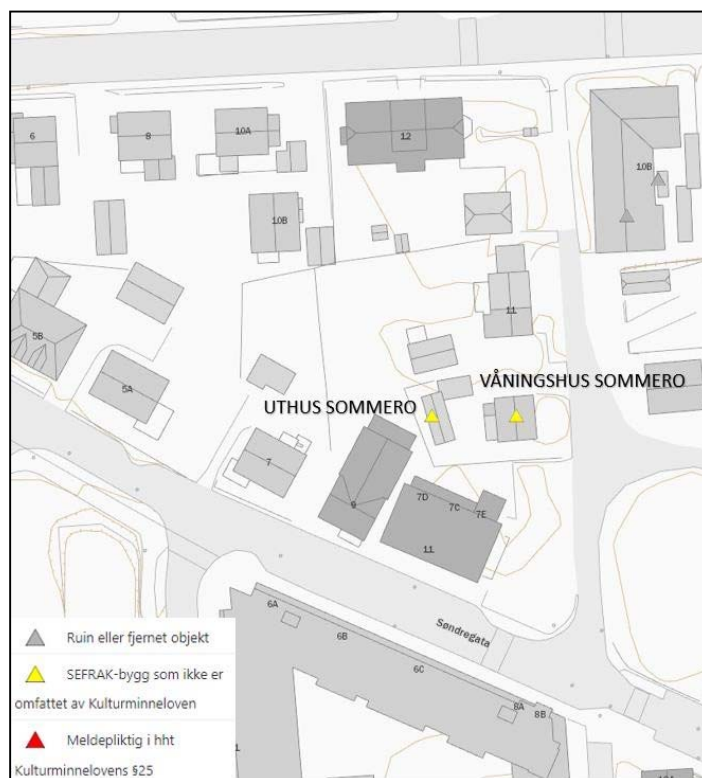 12
6
8
10A
10B
10B
11
5B
VÅNINGSHUS SOMMERO
UTHUS SOMMERO
5A
7
9
7D
7C
7E
11
Søndregata
6A
6B
6C
8A
8B
Ruin eller fjernet objekt
SEFRAK-bygg som ikke er
omfattet av Kulturminneloven
Meldepliktig i hht
Kulturminnelovens §25